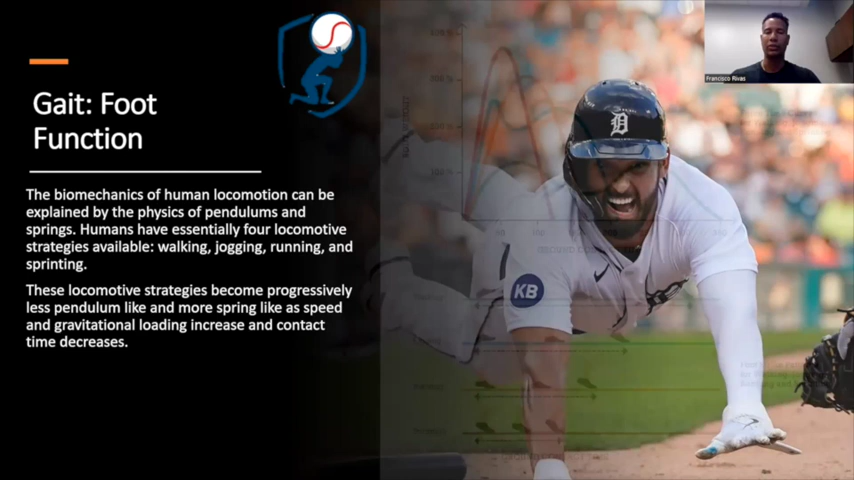 Gait: Foot
Function
The biomechanics of human locomotion can be
explained by the physics of pendulums and
springs. Humans have essentially four locomotive
strategies available: walking, jogging, running, and
sprinting.
These locomotive strategies become progressively
less pendulum like and more spring like as speed
and gravitational loading increase and contact
time decreases.
D
KB
Francisco Rivas